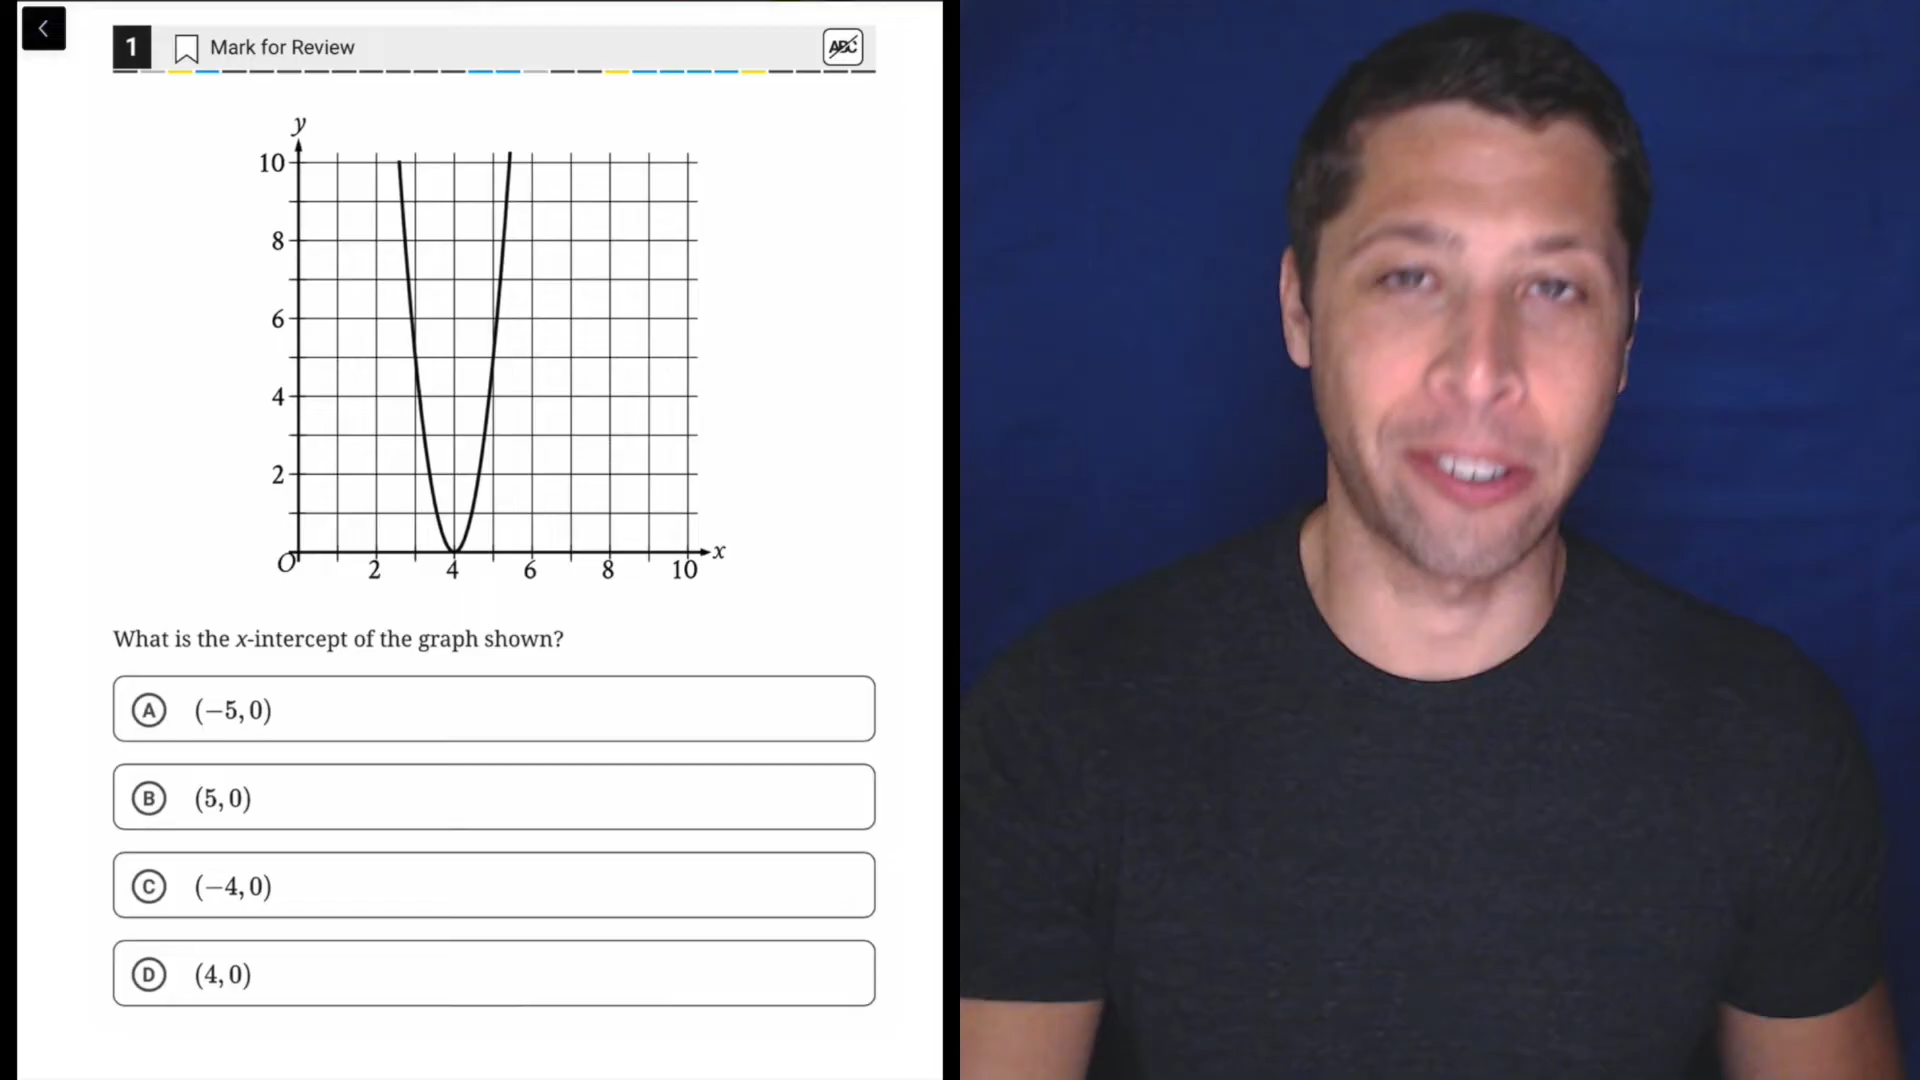 1 Mark for Review ABC
y
10
8
6
4
2
O 2 4 6 8 10 x
What is the x-intercept of the graph shown?
A (−5, 0)
B (5, 0)
C (−4, 0)
D (4, 0)